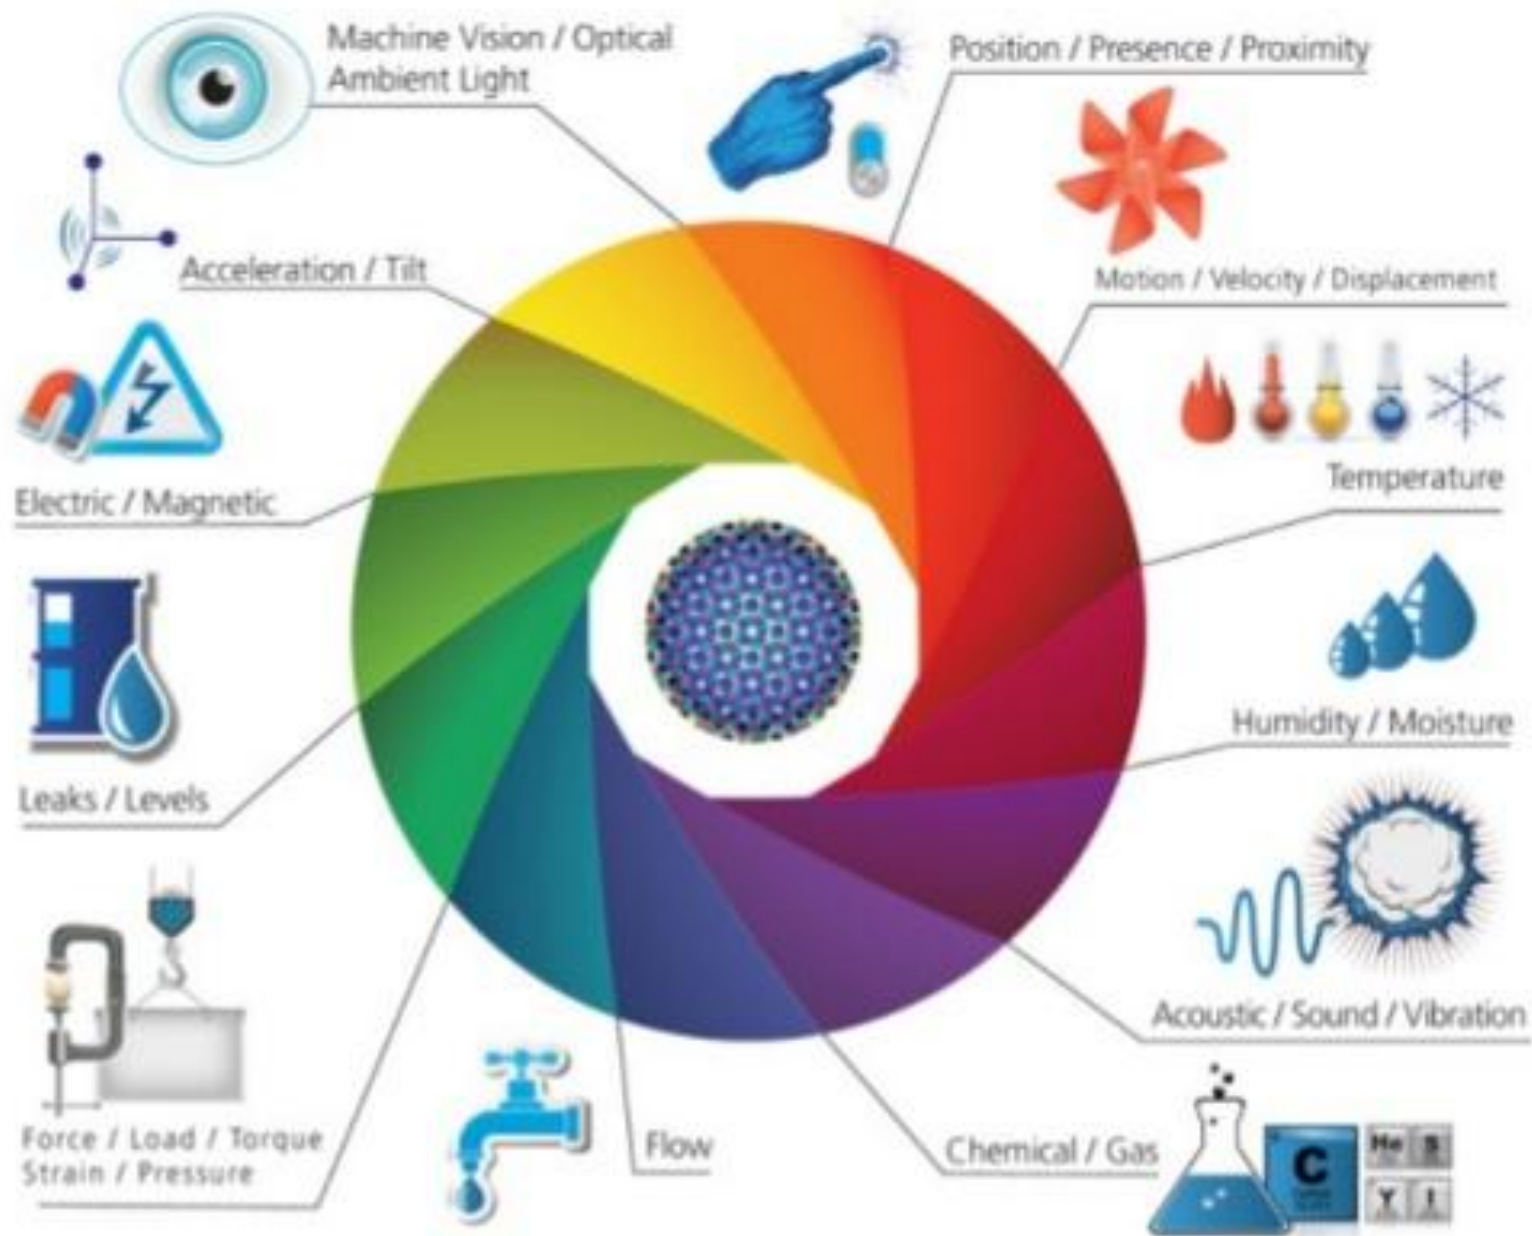 Machine Vision / Optical
Ambient Light
Position / Presence / Proximity
Acceleration / Tilt
Motion / Velocity / Displacement
Temperature
Electric / Magnetic
Humidity / Moisture
Leaks / Levels
Acoustic / Sound / Vibration
Force / Load / Torque
Strain / Pressure
Flow
Chemical / Gas
C
He S
Y I